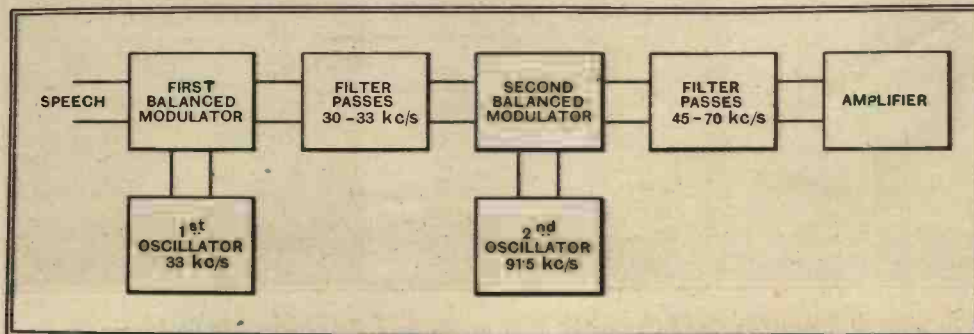 SPEECH
FIRST
BALANCED
MODULATOR
FILTER
PASSES
30-33 kc/s
SECOND
BALANCED
MODULATOR
FILTER
PASSES
45-70 kc/s
AMPLIFIER
1st
OSCILLATOR
33 kc/s
2nd
OSCILLATOR
91·5 kc/s